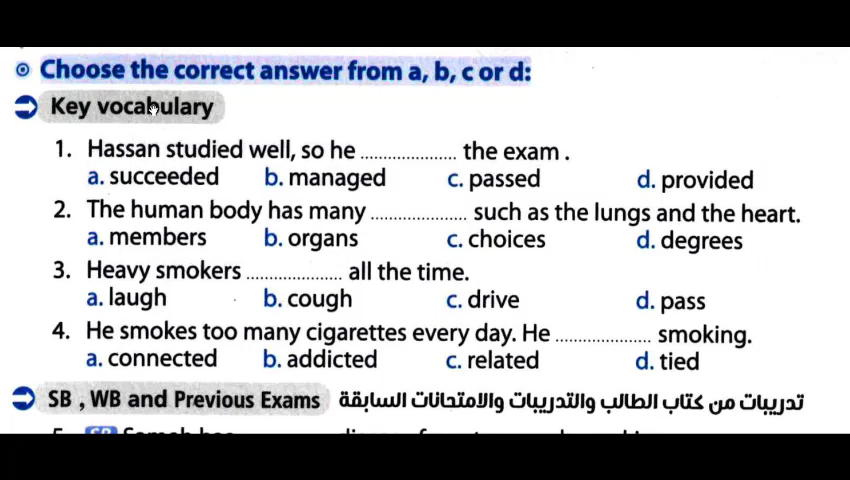 Choose the correct answer from a, b, c or d:
Key vocabulary
1. Hassan studied well, so he .................... the exam .
a. succeeded b. managed c. passed d. provided
2. The human body has many .................... such as the lungs and the heart.
a. members b. organs c. choices d. degrees
3. Heavy smokers .................... all the time.
a. laugh b. cough c. drive d. pass
4. He smokes too many cigarettes every day. He .................... smoking.
a. connected b. addicted c. related d. tied
SB , WB and Previous Exams تدريبات من كتاب الطالب والتدريبات والامتحانات السابقة